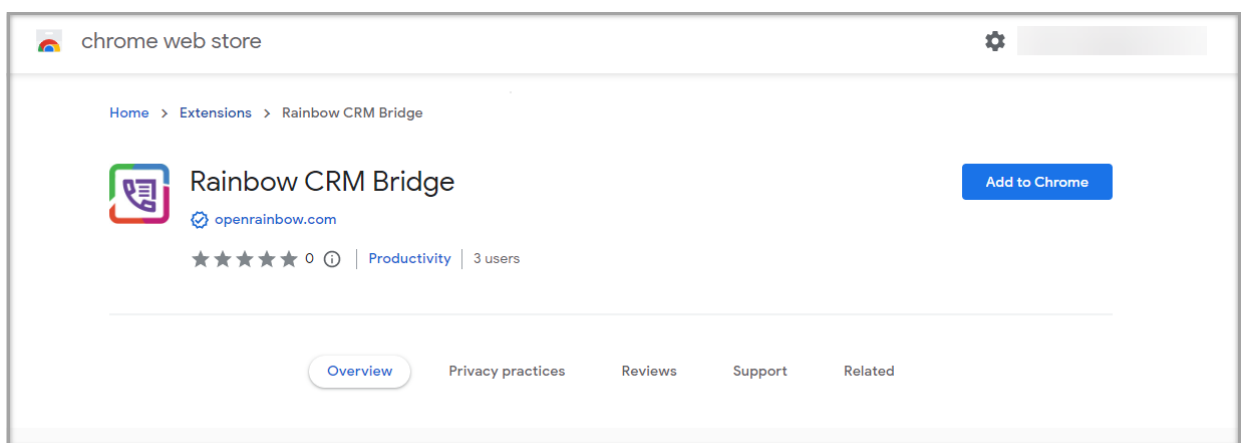 chrome web store
Home > Extensions > Rainbow CRM Bridge
Rainbow CRM Bridge
Add to Chrome
openrainbow.com
0 Productivity 3 users
Overview Privacy practices Reviews Support Related